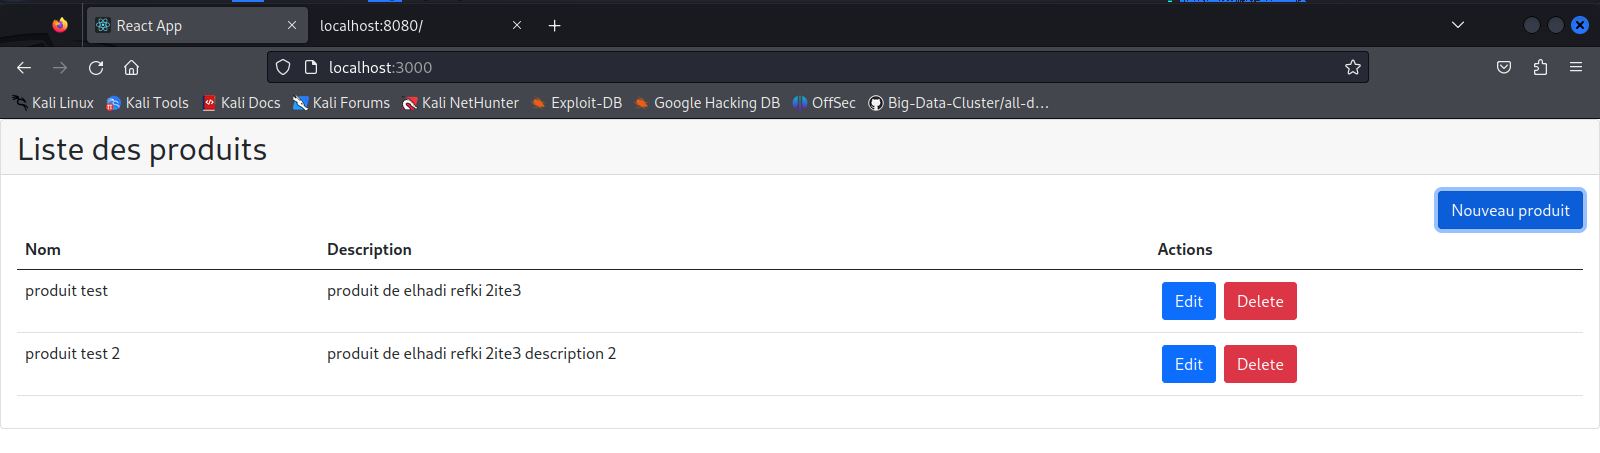 React App
localhost:8080/
localhost:3000
Kali Linux Kali Tools Kali Docs Kali Forums Kali NetHunter Exploit-DB Google Hacking DB OffSec Big-Data-Cluster/all-d...
Liste des produits
Nouveau produit
Nom Description Actions
produit test produit de elhadi refki 2ite3 Edit Delete
produit test 2 produit de elhadi refki 2ite3 description 2 Edit Delete